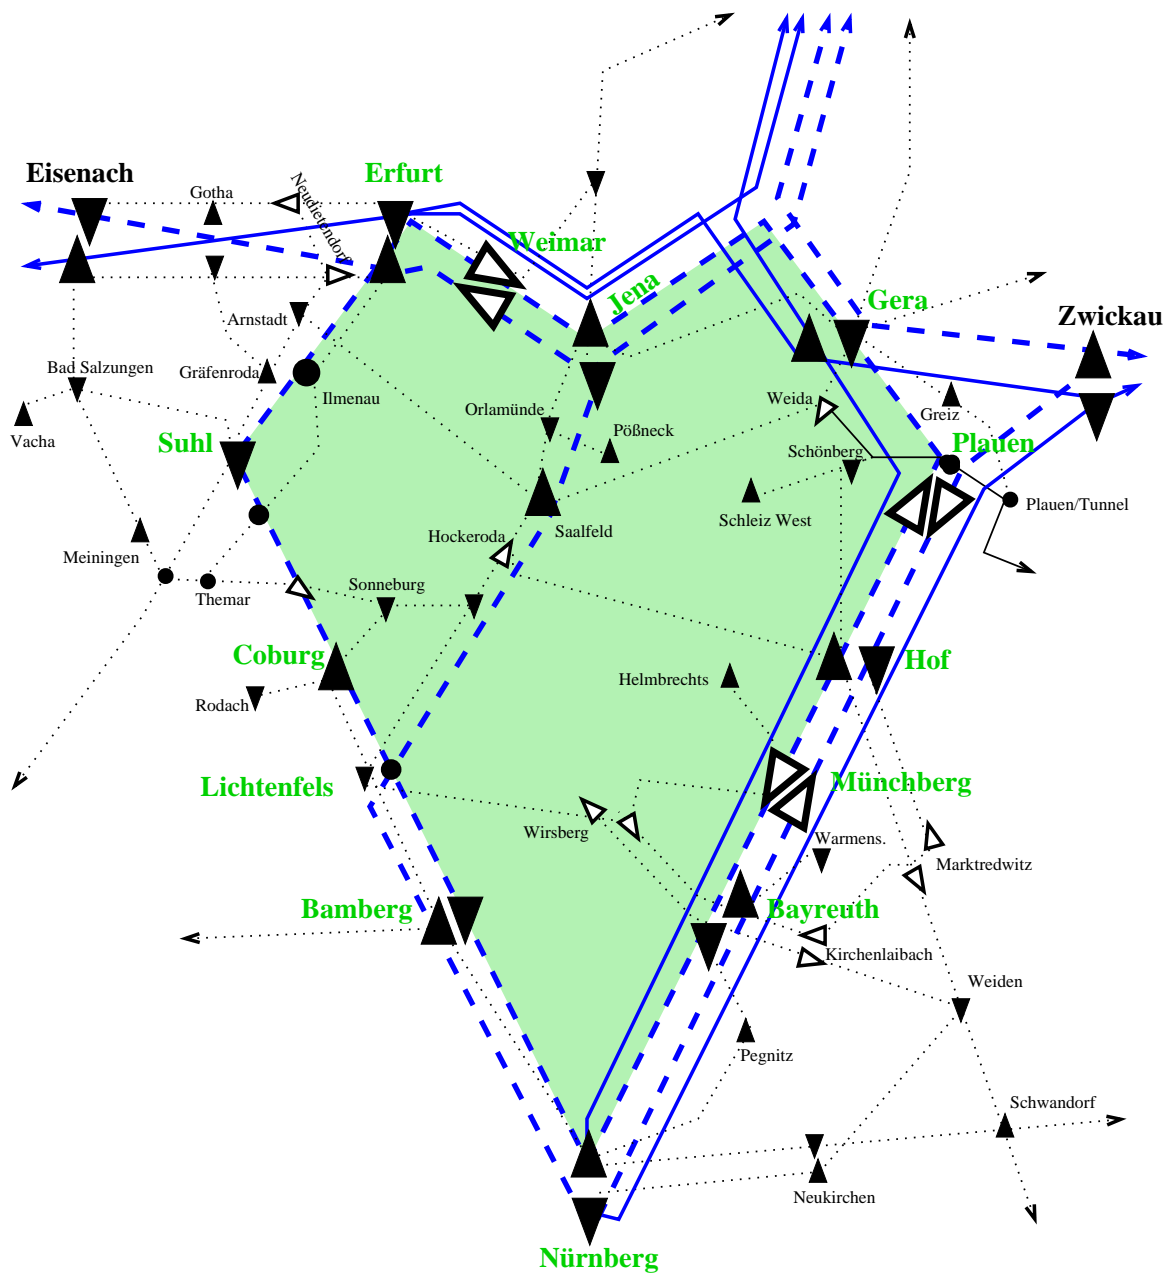 Eisenach
Erfurt
Gotha
Neudietendorf
Weimar
Jena
Gera
Zwickau
Arnstadt
Bad Salzungen
Gräfenroda
Ilmenau
Orlamünde
Weida
Greiz
Vacha
Suhl
Pößneck
Schönberg
Plauen
Schleiz West
Plauen/Tunnel
Saalfeld
Hockeroda
Meiningen
Themar
Sonneburg
Coburg
Hof
Helmbrechts
Rodach
Lichtenfels
Münchberg
Wirsberg
Warmens.
Marktredwitz
Bamberg
Bayreuth
Kirchenlaibach
Weiden
Pegnitz
Schwandorf
Neukirchen
Nürnberg